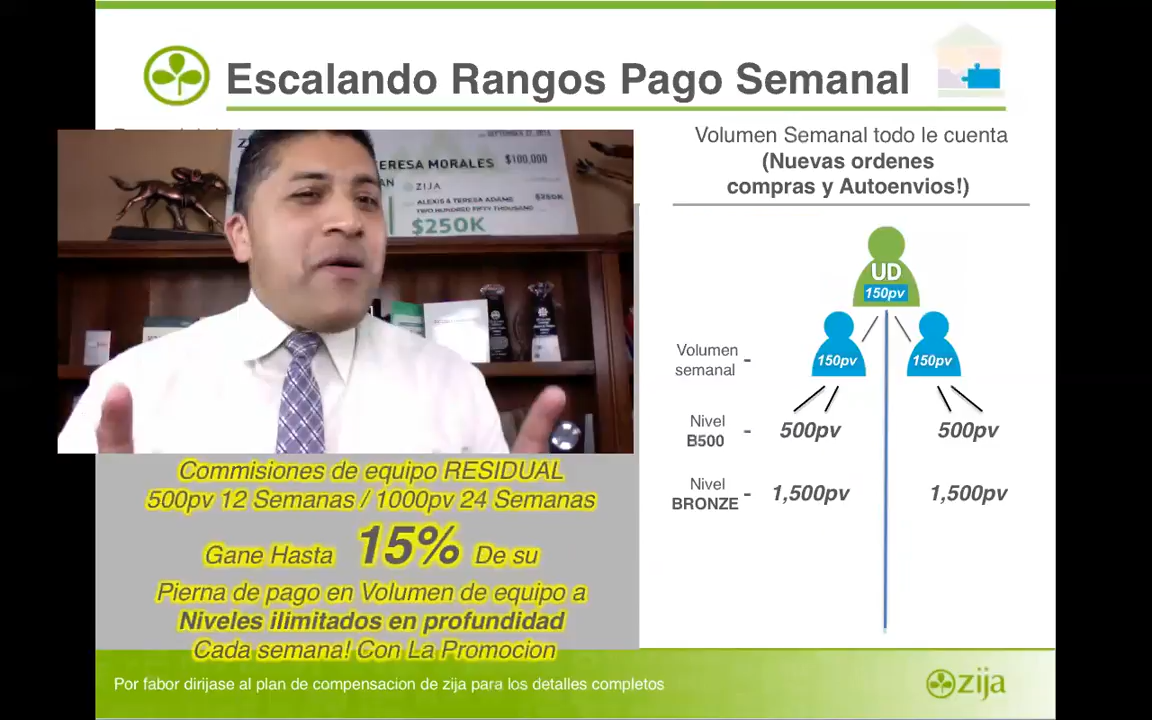 Escalando Rangos Pago Semanal
SEPTEMBER
ERESA MORALES $100,000
AN ZIJA
ALEXIS & TERESA ADAME $250K
TWO HUNDRED FIFTY THOUSAND
$250K
Commisiones de equipo RESIDUAL
500pv 12 Semanas / 1000pv 24 Semanas
Gane Hasta 15% De su
Pierna de pago en Volumen de equipo a
Niveles ilimitados en profundidad
Cada semana! Con La Promocion
Volumen Semanal todo le cuenta
(Nuevas ordenes
compras y Autoenvios!)
UD
150pv
Volumen
semanal - 150pv 150pv
Nivel
B500 - 500pv 500pv
Nivel
BRONZE - 1,500pv 1,500pv
Por fabor dirijase al plan de compensacion de zija para los detalles completos
zija